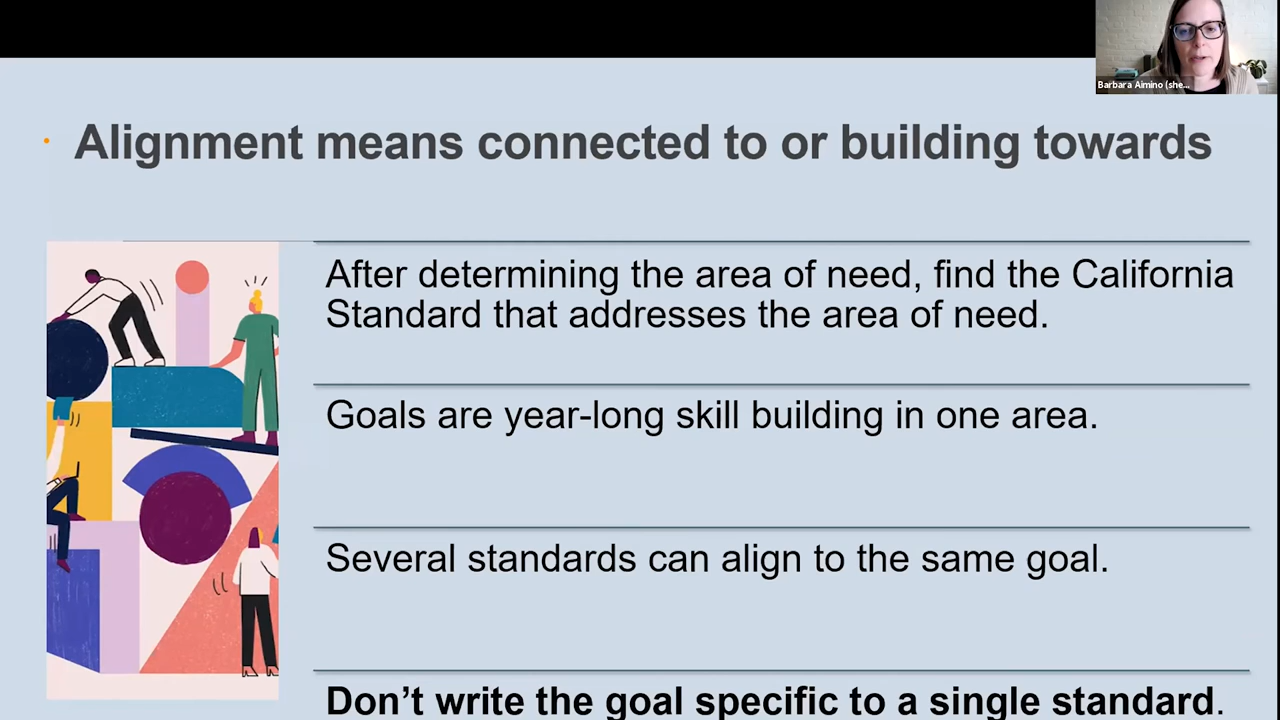 Barbara Aimino (she...
· Alignment means connected to or building towards
After determining the area of need, find the California
Standard that addresses the area of need.
Goals are year-long skill building in one area.
Several standards can align to the same goal.
Don’t write the goal specific to a single standard.